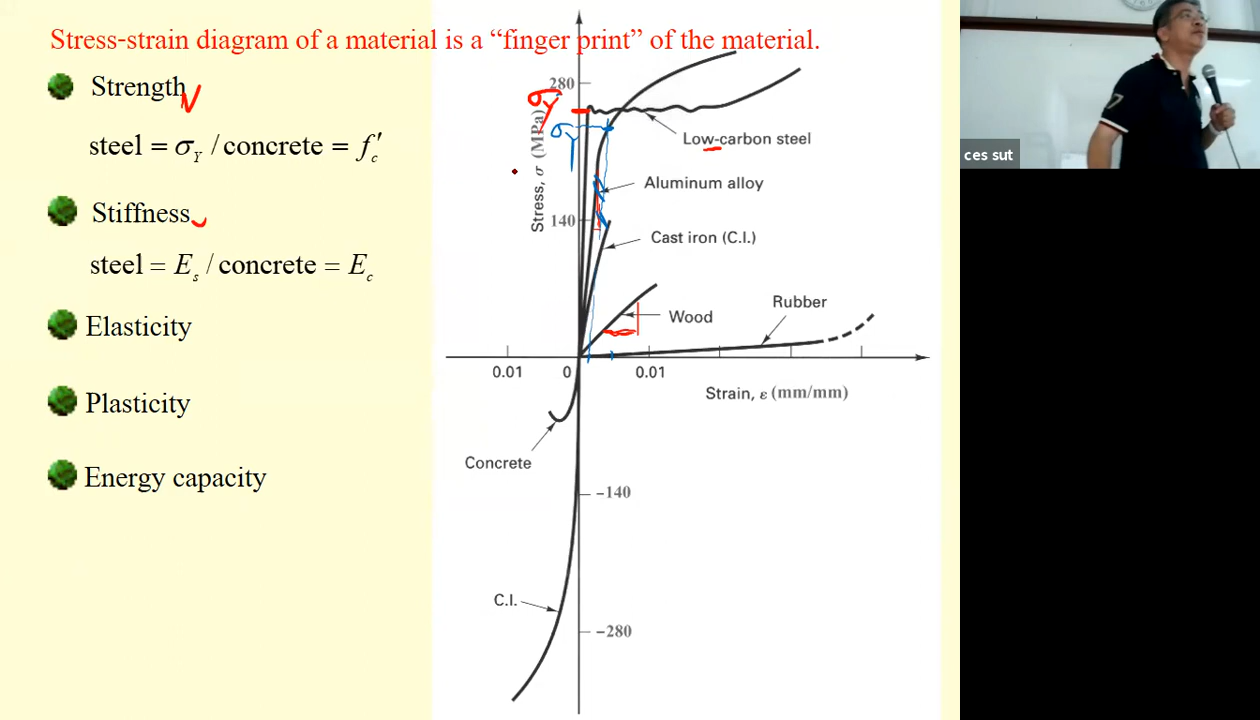 Stress-strain diagram of a material is a “finger print” of the material.
Strength
steel = σY / concrete = f′c
Stiffness
steel = Es / concrete = Ec
Elasticity
Plasticity
Energy capacity
280
σY
σY
Stress, σ (MPa)
Low-carbon steel
Aluminum alloy
140
Cast iron (C.I.)
Rubber
Wood
0.01
0
0.01
Strain, ε (mm/mm)
Concrete
-140
C.I.
-280
ces sut